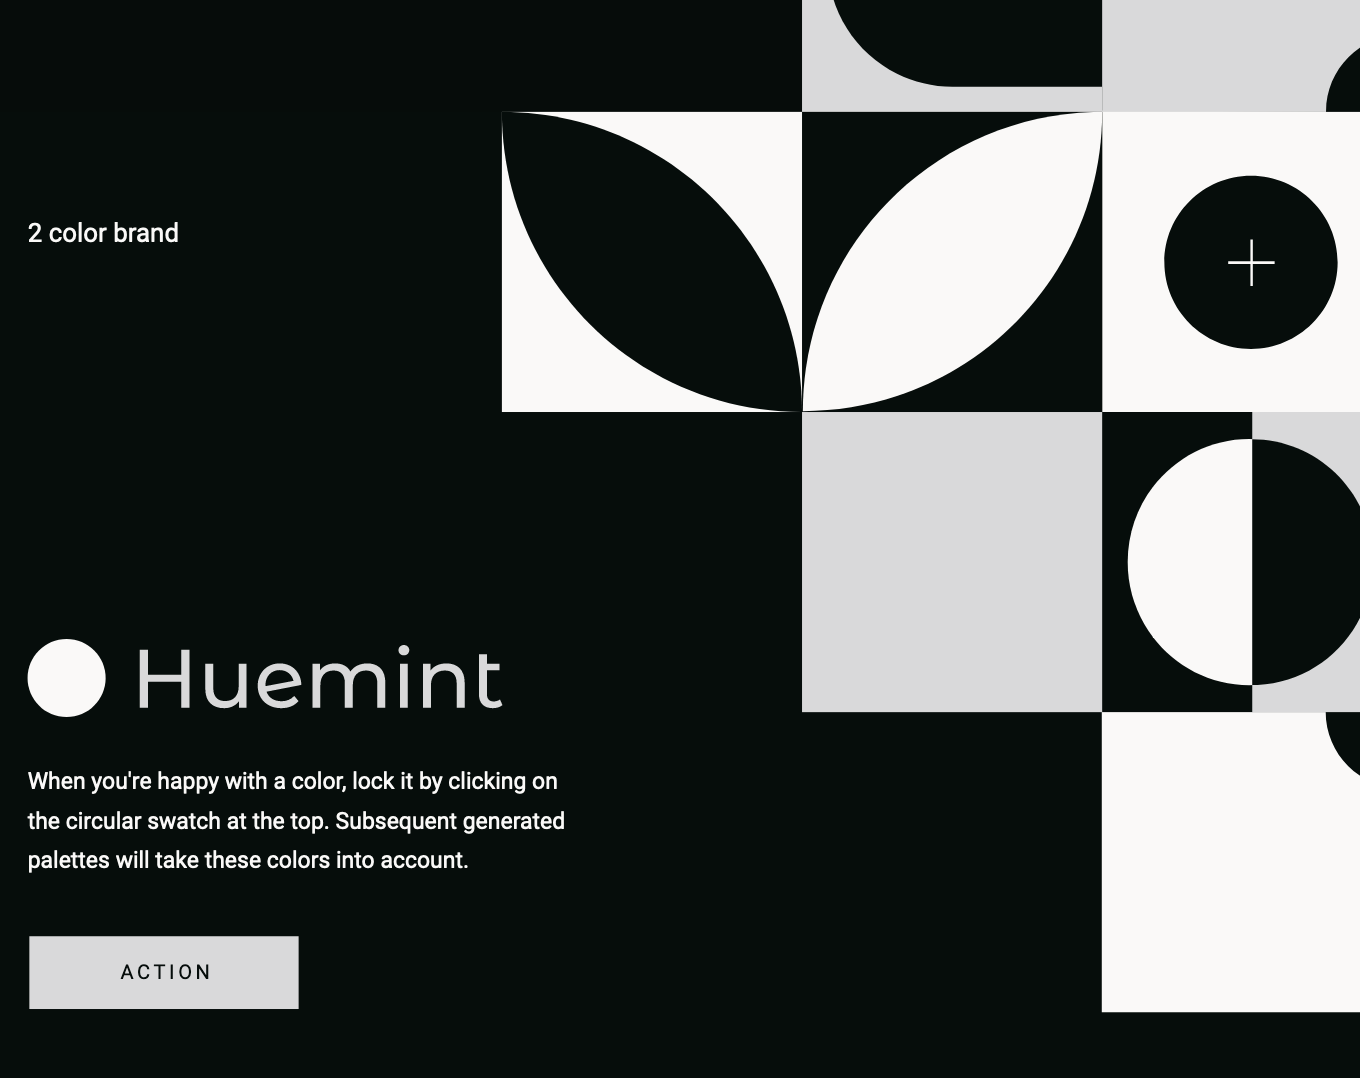 2 color brand
Huemint
When you're happy with a color, lock it by clicking on
the circular swatch at the top. Subsequent generated
palettes will take these colors into account.
ACTION